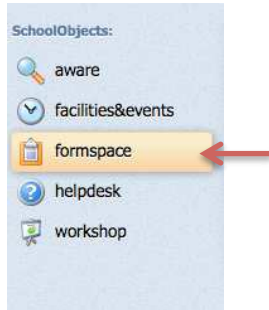 SchoolObjects:
aware
facilities&events
formspace
helpdesk
workshop